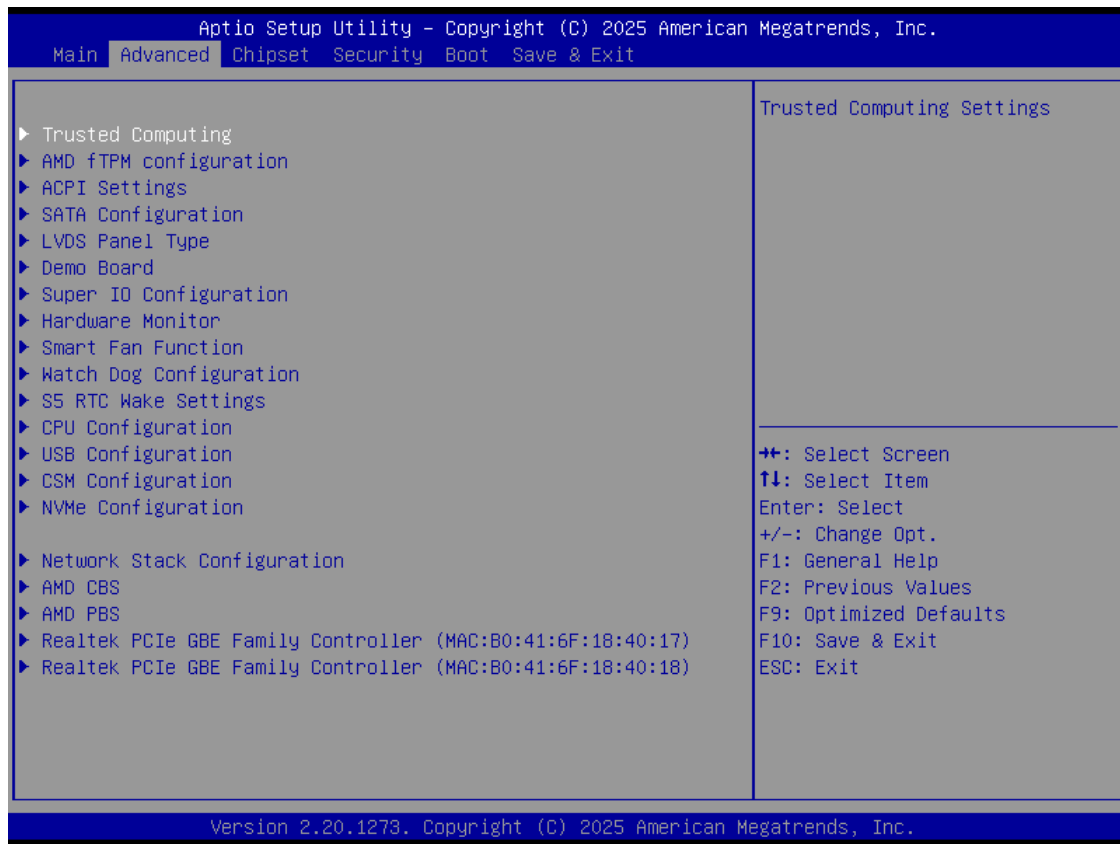 Aptio Setup Utility - Copyright (C) 2025 American Megatrends, Inc.
Main Advanced Chipset Security Boot Save & Exit
Trusted Computing
AMD fTPM configuration
ACPI Settings
SATA Configuration
LVDS Panel Type
Demo Board
Super IO Configuration
Hardware Monitor
Smart Fan Function
Watch Dog Configuration
S5 RTC Wake Settings
CPU Configuration
USB Configuration
CSM Configuration
NVMe Configuration
Network Stack Configuration
AMD CBS
AMD PBS
Realtek PCIe GBE Family Controller (MAC:B0:41:6F:18:40:17)
Realtek PCIe GBE Family Controller (MAC:B0:41:6F:18:40:18)
Trusted Computing Settings
→←: Select Screen
↑↓: Select Item
Enter: Select
+/-: Change Opt.
F1: General Help
F2: Previous Values
F9: Optimized Defaults
F10: Save & Exit
ESC: Exit
Version 2.20.1273. Copyright (C) 2025 American Megatrends, Inc.